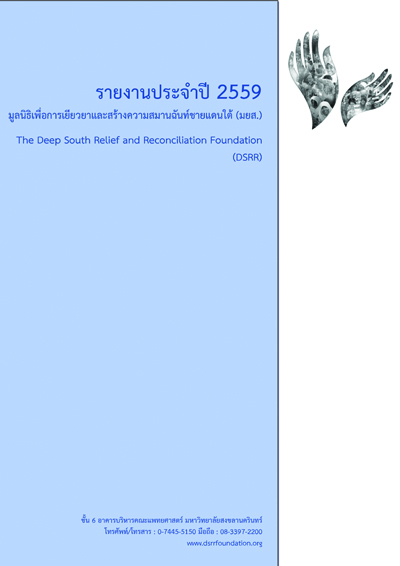 รายงานประจำปี 2559
มูลนิธิเพื่อการเยียวยาและสร้างความสมานฉันท์ชายแดนใต้ (มยส.)
The Deep South Relief and Reconciliation Foundation
(DSRR)
ชั้น 6 อาคารบริหารคณะแพทยศาสตร์ มหาวิทยาลัยสงขลานครินทร์
โทรศัพท์/โทรสาร : 0-7445-5150 มือถือ : 08-3397-2200
www.dsrrfoundation.org